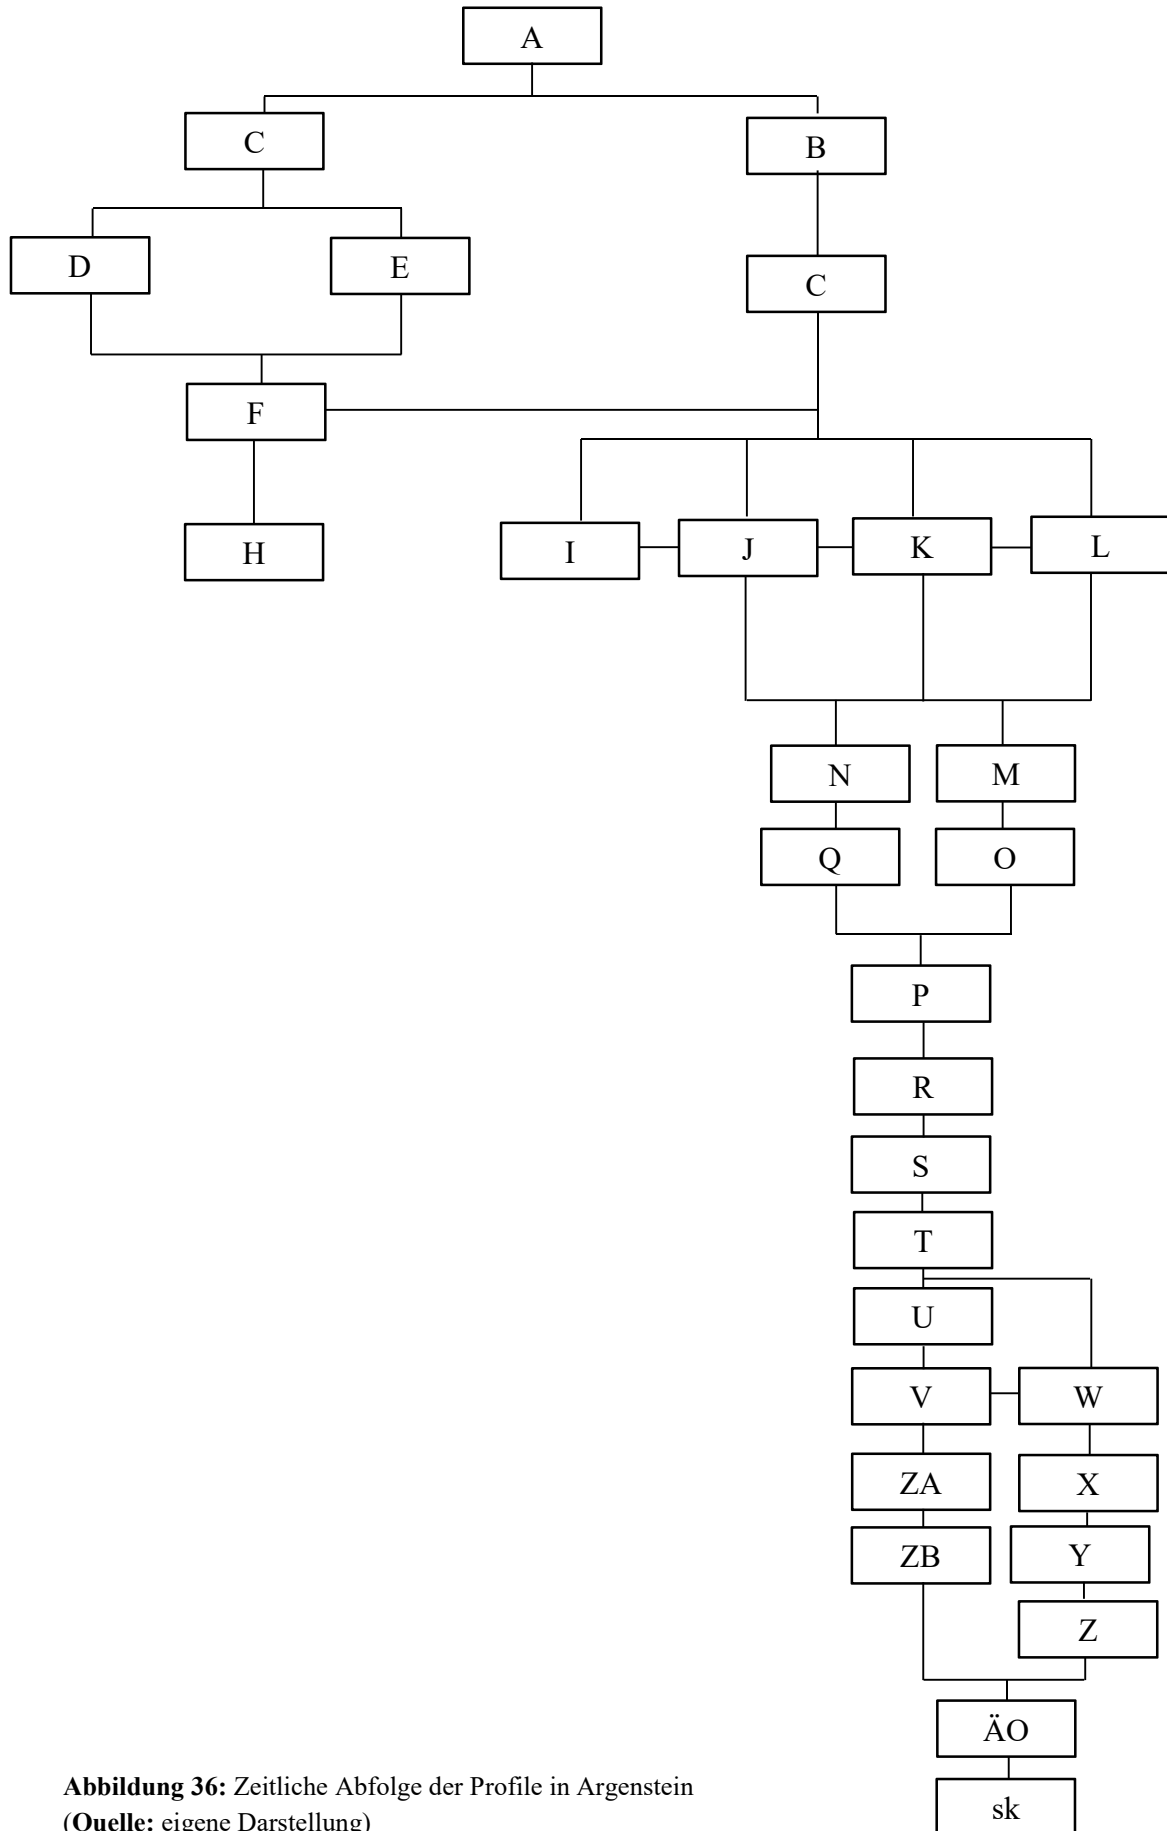 A
C
B
D
E
C
F
H
I
J
K
L
N
M
Q
O
P
R
S
T
U
V
W
ZA
X
ZB
Y
Z
ÄO
sk
Abbildung 36: Zeitliche Abfolge der Profile in Argenstein
(Quelle: eigene Darstellung)